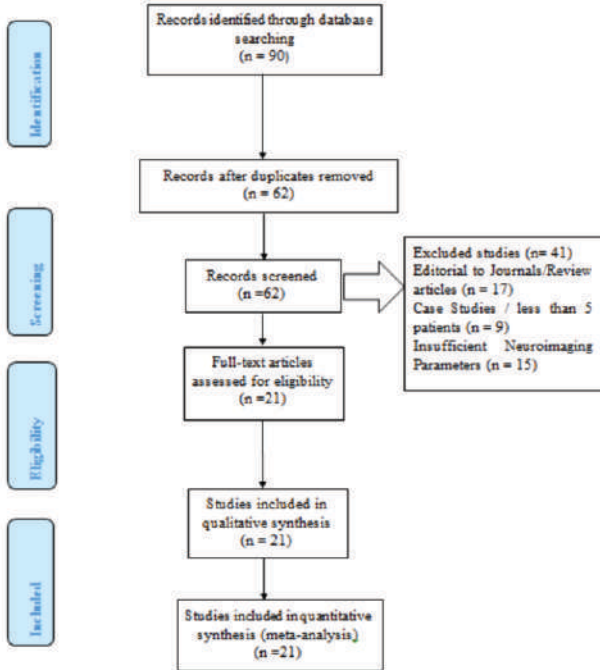 Identification
Records identified through database
searching
(n = 90)
Records after duplicates removed
(n = 62)
Screening
Records screened
(n =62)
Excluded studies (n= 41)
Editorial to Journals/Review
articles (n = 17)
Case Studies / less than 5
patients (n = 9)
Insufficient Neuroimaging
Parameters (n = 15)
Eligibility
Full-text articles
assessed for eligibility
(n =21)
Studies included in
qualitative synthesis
(n = 21)
Included
Studies included in quantitative
synthesis (meta-analysis)
(n =21)